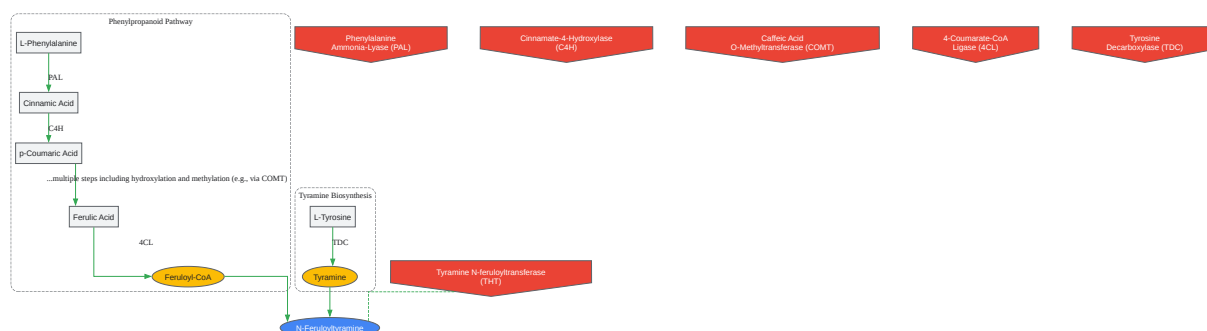 Phenylpropanoid Pathway
L-Phenylalanine
PAL
Cinnamic Acid
C4H
p-Coumaric Acid
...multiple steps including hydroxylation and methylation (e.g., via COMT)
Ferulic Acid
4CL
Feruloyl-CoA
Tyramine Biosynthesis
L-Tyrosine
TDC
Tyramine
N-Feruloyltyramine
Phenylalanine
Ammonia-Lyase (PAL)
Cinnamate-4-Hydroxylase
(C4H)
Caffeic Acid
O-Methyltransferase (COMT)
4-Coumarate-CoA
Ligase (4CL)
Tyrosine
Decarboxylase (TDC)
Tyramine N-feruloyltransferase
(THT)